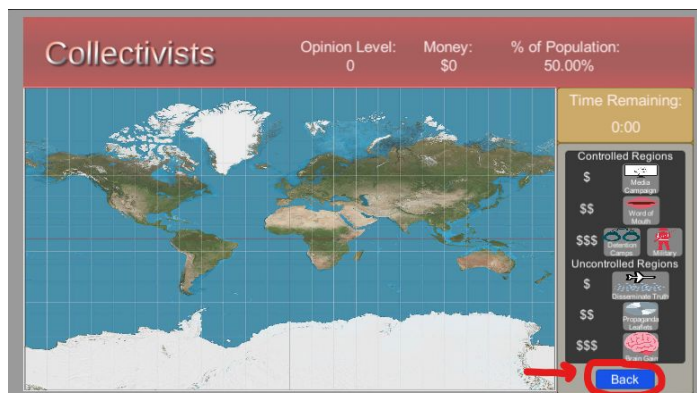 Collectivists
Opinion Level:
0
Money:
$0
% of Population:
50.00%
Time Remaining:
0:00
Controlled Regions
$
Media
Campaign
$$
Word of
Mouth
$$$
Detention
Camps
Military
Uncontrolled Regions
$
Disseminate Truth
$$
Propaganda
Leaflets
$$$
Brain Gain
Back